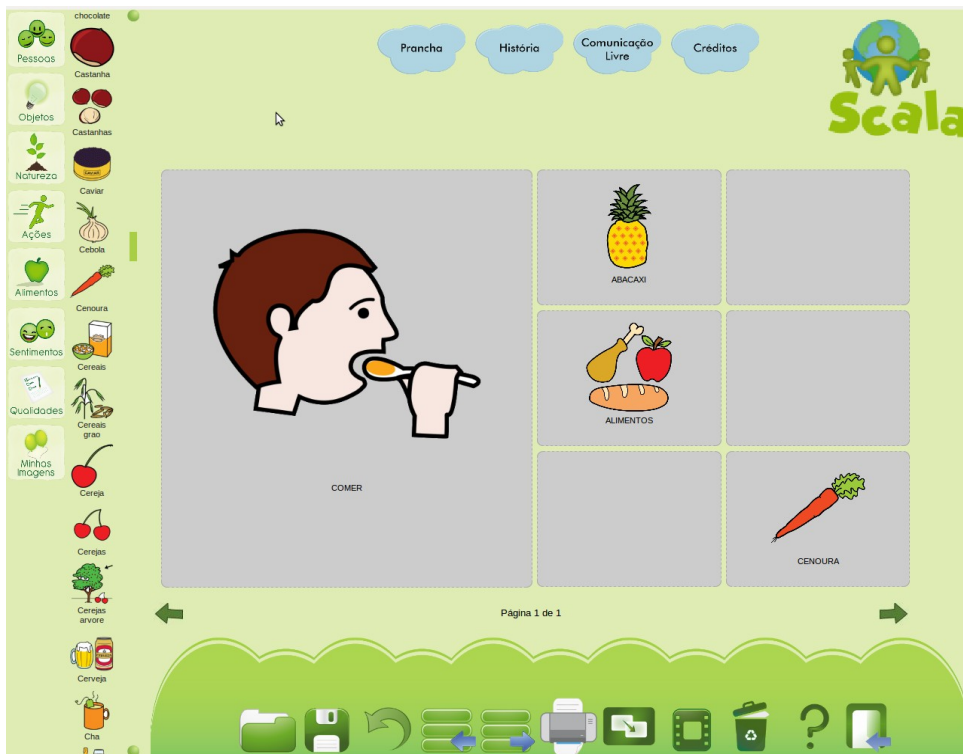 Pessoas
Objetos
Natureza
Ações
Alimentos
Sentimentos
Qualidades
Minhas
Imagens
chocolate
Castanha
Castanhas
Caviar
Cebola
Cenoura
Cereais
Cereais
grao
Cereja
Cerejas
Cerejas
arvore
Cerveja
Cha
Prancha
História
Comunicação
Livre
Créditos
Scala
COMER
ABACAXI
ALIMENTOS
CENOURA
Página 1 de 1
?